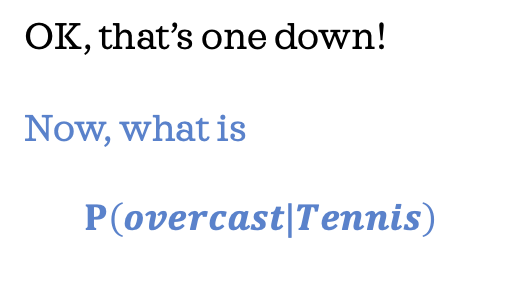 OK, that’s one down!
Now, what is
P(overcast|Tennis)